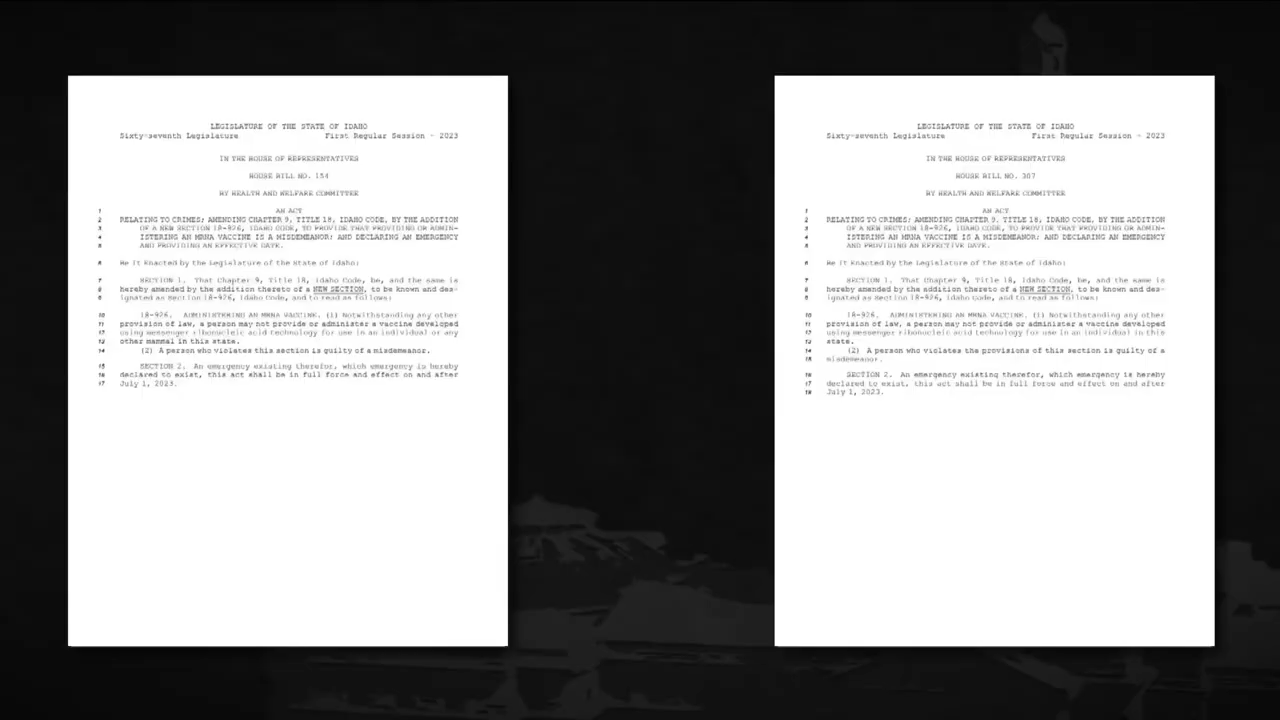 LEGISLATURE OF THE STATE OF IDAHO
Sixty-seventh Legislature First Regular Session - 2023
IN THE HOUSE OF REPRESENTATIVES
HOUSE BILL NO. 154
BY HEALTH AND WELFARE COMMITTEE
1 AN ACT
2 RELATING TO CRIMES; AMENDING CHAPTER 9, TITLE 18, IDAHO CODE, BY THE ADDITION
3 OF A NEW SECTION 18-926, IDAHO CODE, TO PROVIDE THAT PROVIDING OR ADMIN-
4 ISTERING AN MRNA VACCINE IS A MISDEMEANOR; AND DECLARING AN EMERGENCY
5 AND PROVIDING AN EFFECTIVE DATE.
6 Be It Enacted by the Legislature of the State of Idaho:
7 SECTION 1. That Chapter 9, Title 18, Idaho Code, be, and the same is
8 hereby amended by the addition thereto of a NEW SECTION, to be known and des-
9 ignated as Section 18-926, Idaho Code, and to read as follows:
10 18-926. ADMINISTERING AN MRNA VACCINE. (1) Notwithstanding any other
11 provision of law, a person may not provide or administer a vaccine developed
12 using messenger ribonucleic acid technology for use in an individual or any
13 other mammal in this state.
14 (2) A person who violates this section is guilty of a misdemeanor.
15 SECTION 2. An emergency existing therefor, which emergency is hereby
16 declared to exist, this act shall be in full force and effect on and after
17 July 1, 2023.
LEGISLATURE OF THE STATE OF IDAHO
Sixty-seventh Legislature First Regular Session - 2023
IN THE HOUSE OF REPRESENTATIVES
HOUSE BILL NO. 307
BY HEALTH AND WELFARE COMMITTEE
1 AN ACT
2 RELATING TO CRIMES; AMENDING CHAPTER 9, TITLE 18, IDAHO CODE, BY THE ADDITION
3 OF A NEW SECTION 18-926, IDAHO CODE, TO PROVIDE THAT PROVIDING OR ADMIN-
4 ISTERING AN MRNA VACCINE IS A MISDEMEANOR; AND DECLARING AN EMERGENCY
5 AND PROVIDING AN EFFECTIVE DATE.
6 Be It Enacted by the Legislature of the State of Idaho:
7 SECTION 1. That Chapter 9, Title 18, Idaho Code, be, and the same is
8 hereby amended by the addition thereto of a NEW SECTION, to be known and des-
9 ignated as Section 18-926, Idaho Code, and to read as follows:
10 18-926. ADMINISTERING AN MRNA VACCINE. (1) Notwithstanding any other
11 provision of law, a person may not provide or administer a vaccine developed
12 using messenger ribonucleic acid technology for use in an individual in this
13 state.
14 (2) A person who violates the provisions of this section is guilty of a
15 misdemeanor.
16 SECTION 2. An emergency existing therefor, which emergency is hereby
17 declared to exist, this act shall be in full force and effect on and after
18 July 1, 2023.